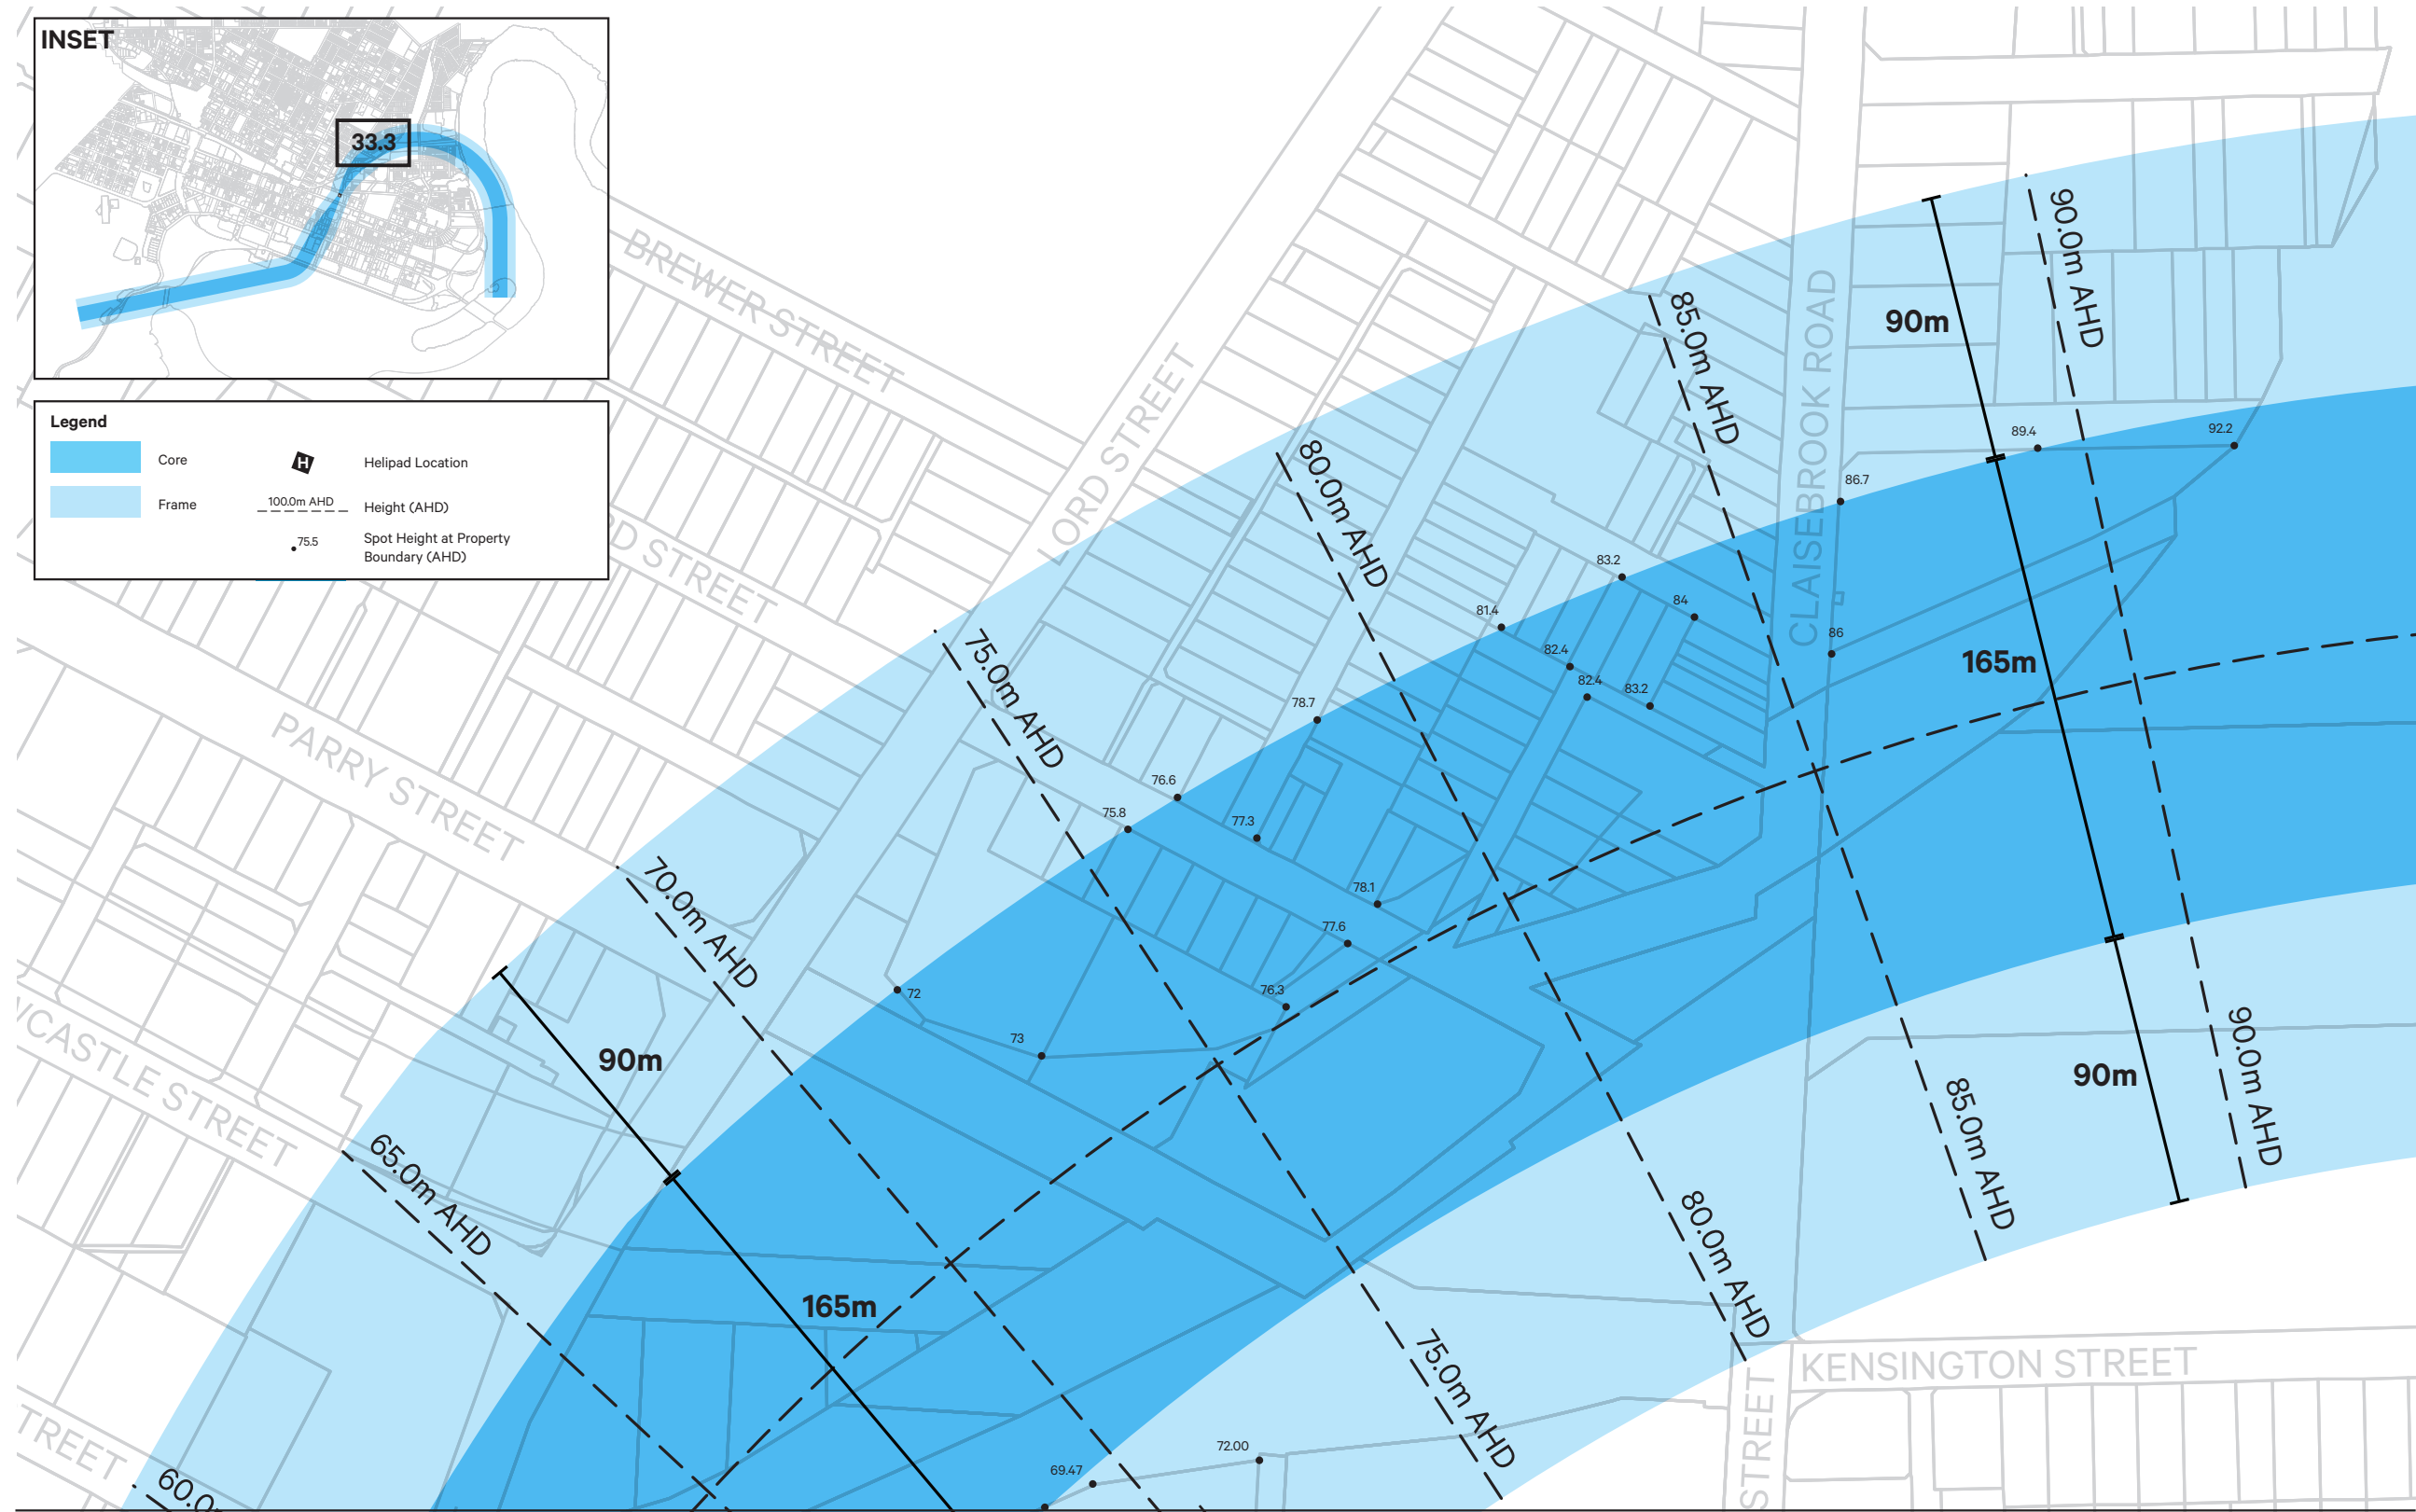 INSET
33.3
Legend
Core
Frame
Helipad Location
100.0m AHD
Height (AHD)
75.5
Spot Height at Property
Boundary (AHD)
BREWER STREET
LORD STREET
RD STREET
PARRY STREET
WCASTLE STREET
TREET
CLAISEBROOK ROAD
KENSINGTON STREET
STREET
90.0m AHD
85.0m AHD
80.0m AHD
75.0m AHD
70.0m AHD
65.0m AHD
60.0
90m
165m
90m
90m
165m
90.0m AHD
85.0m AHD
80.0m AHD
75.0m AHD
89.4
92.2
86.7
83.2
84
81.4
86
82.4
82.4
83.2
78.7
76.6
75.8
77.3
78.1
77.6
76.3
72
73
72.00
69.47